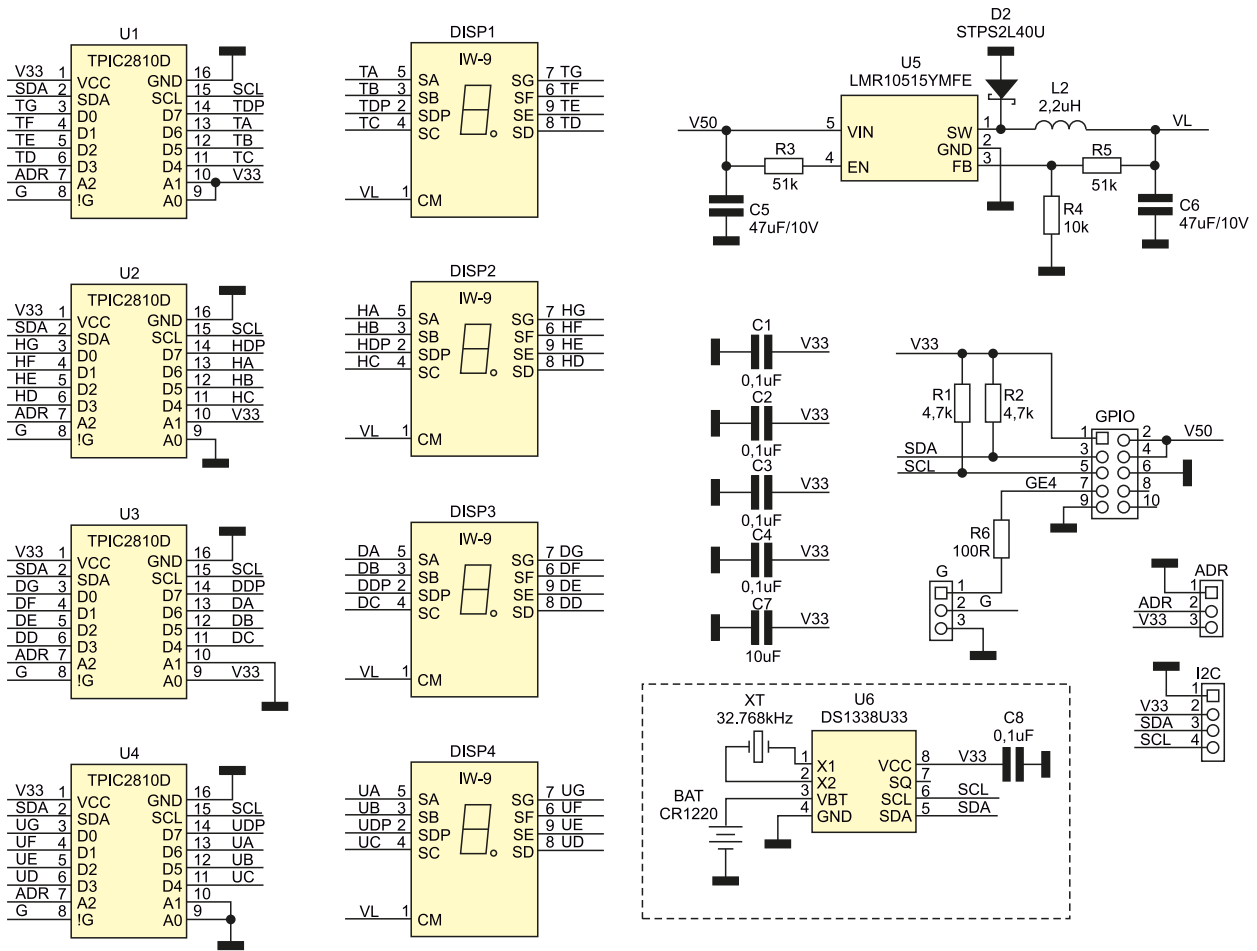 U1
TPIC2810D
V33 1 VCC GND 16
SDA 2 SDA SCL 15 SCL
TG 3 D0 D7 14 TDP
TF 4 D1 D6 13 TA
TE 5 D2 D5 12 TB
TD 6 D3 D4 11 TC
ADR 7 A2 A1 10 V33
G 8 !G A0 9
DISP1
IW-9
TA 5 SA SG 7 TG
TB 3 SB SF 6 TF
TDP 2 SDP SE 9 TE
TC 4 SC SD 8 TD
VL 1 CM
D2
STPS2L40U
U5
LMR10515YMFE
L2
2,2uH
V50 5 VIN SW 1 VL
GND 2
R3 4 EN FB 3 R5
51k 51k
C5
47uF/10V
R4
10k
C6
47uF/10V
U2
TPIC2810D
V33 1 VCC GND 16
SDA 2 SDA SCL 15 SCL
HG 3 D0 D7 14 HDP
HF 4 D1 D6 13 HA
HE 5 D2 D5 12 HB
HD 6 D3 D4 11 HC
ADR 7 A2 A1 10 V33
G 8 !G A0 9
DISP2
IW-9
HA 5 SA SG 7 HG
HB 3 SB SF 6 HF
HDP 2 SDP SE 9 HE
HC 4 SC SD 8 HD
VL 1 CM
C1
V33
0,1uF
C2
V33
0,1uF
C3
V33
0,1uF
C4
V33
0,1uF
C7
V33
10uF
V33
R1
4,7k
R2
4,7k
GPIO
1 2 V50
SDA 3 4
SCL 5 6
GE4 7 8
9 10
R6
100R
G
1
2 G
3
ADR
1
ADR 2
V33 3
I2C
1
V33 2
SDA 3
SCL 4
U3
TPIC2810D
V33 1 VCC GND 16
SDA 2 SDA SCL 15 SCL
DG 3 D0 D7 14 DDP
DF 4 D1 D6 13 DA
DE 5 D2 D5 12 DB
DD 6 D3 D4 11 DC
ADR 7 A2 A1 10
G 8 !G A0 9 V33
DISP3
IW-9
DA 5 SA SG 7 DG
DB 3 SB SF 6 DF
DDP 2 SDP SE 9 DE
DC 4 SC SD 8 DD
VL 1 CM
U4
TPIC2810D
V33 1 VCC GND 16
SDA 2 SDA SCL 15 SCL
UG 3 D0 D7 14 UDP
UF 4 D1 D6 13 UA
UE 5 D2 D5 12 UB
UD 6 D3 D4 11 UC
ADR 7 A2 A1 10
G 8 !G A0 9
DISP4
IW-9
UA 5 SA SG 7 UG
UB 3 SB SF 6 UF
UDP 2 SDP SE 9 UE
UC 4 SC SD 8 UD
VL 1 CM
XT
32.768kHz
U6
DS1338U33
C8
0,1uF
1 X1 VCC 8 V33
2 X2 SQ 7
3 VBT SCL 6 SCL
4 GND SDA 5 SDA
BAT
CR1220